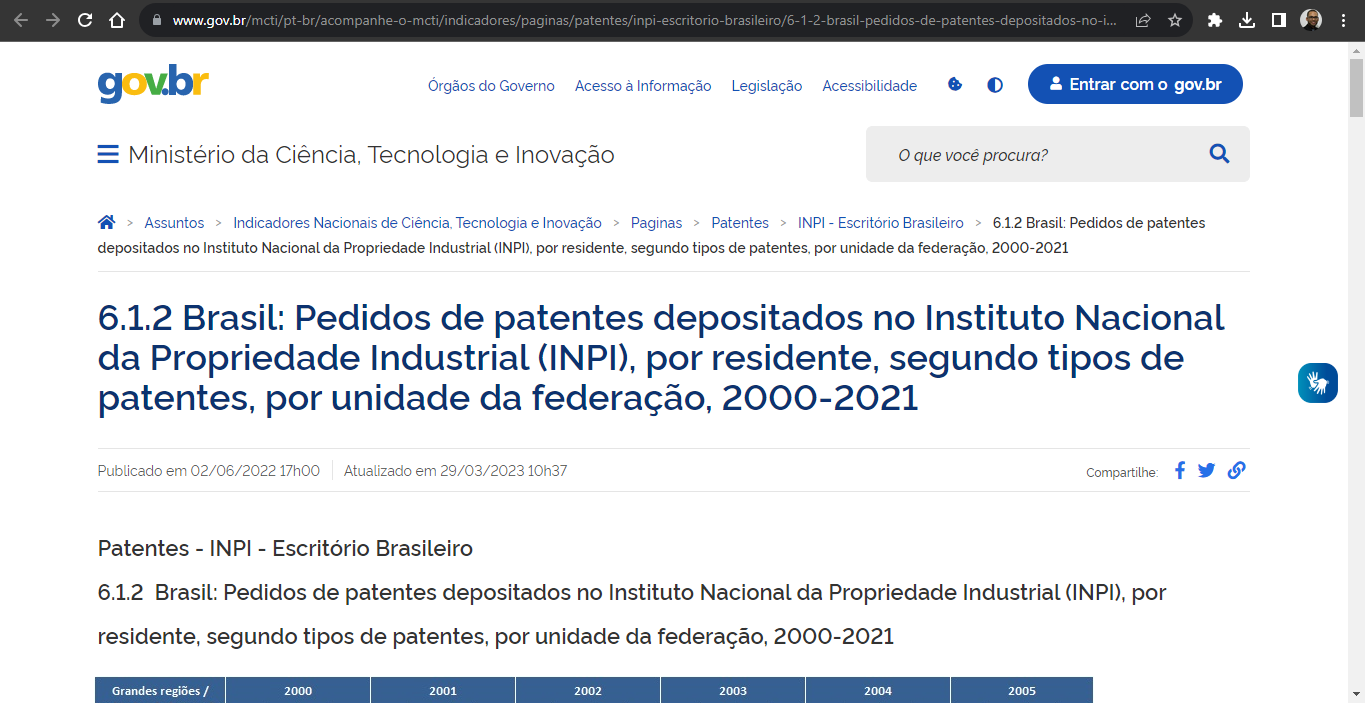 www.gov.br/mcti/pt-br/acompanhe-o-mcti/indicadores/paginas/patentes/inpi-escritorio-brasileiro/6-1-2-brasil-pedidos-de-patentes-depositados-no-i...
gov.br
Órgãos do Governo Acesso à Informação Legislação Acessibilidade Entrar com o gov.br
Ministério da Ciência, Tecnologia e Inovação O que você procura?
> Assuntos > Indicadores Nacionais de Ciência, Tecnologia e Inovação > Paginas > Patentes > INPI - Escritório Brasileiro > 6.1.2 Brasil: Pedidos de patentes
depositados no Instituto Nacional da Propriedade Industrial (INPI), por residente, segundo tipos de patentes, por unidade da federação, 2000-2021
6.1.2 Brasil: Pedidos de patentes depositados no Instituto Nacional
da Propriedade Industrial (INPI), por residente, segundo tipos de
patentes, por unidade da federação, 2000-2021
Publicado em 02/06/2022 17h00 Atualizado em 29/03/2023 10h37 Compartilhe:
Patentes - INPI - Escritório Brasileiro
6.1.2 Brasil: Pedidos de patentes depositados no Instituto Nacional da Propriedade Industrial (INPI), por
residente, segundo tipos de patentes, por unidade da federação, 2000-2021
Grandes regiões / 2000 2001 2002 2003 2004 2005